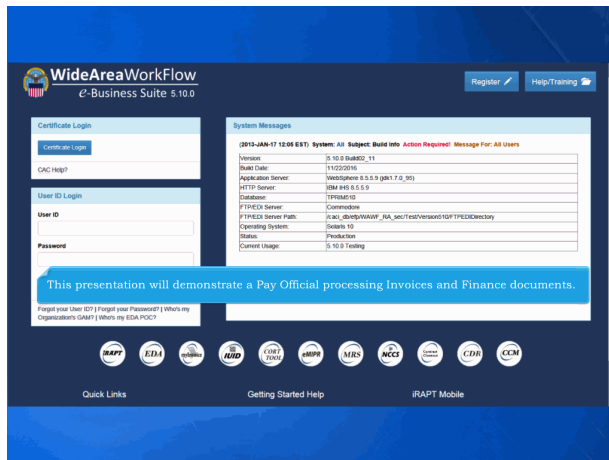 WideAreaWorkFlow
e-Business Suite 5.10.0
Register
Help/Training
Certificate Login
Certificate Login
CAC Help?
User ID Login
User ID
Password
Forgot your User ID? | Forgot your Password? | Who's my
Organization's GAM? | Who's my EDA POC?
System Messages
(2013-JAN-17 12:05 EST) System: All Subject: Build Info Action Required! Message For: All Users
Version: 5.10.0 Build02_11
Build Date: 11/22/2016
Application Server: WebSphere 8.5.5.9 (jdk1.7.0_95)
HTTP Server: IBM IHS 8.5.5.9
Database: TPRIM510
FTP/EDI Server: Commodore
FTP/EDI Server Path: /caci_db/efp/WAWF_RA_sec/Test/Version510/FTPEDIDirectory
Operating System: Solaris 10
Status: Production
Current Usage: 5.10.0 Testing
This presentation will demonstrate a Pay Official processing Invoices and Finance documents.
iRAPT
EDA
myInvoice
IUID
CORT TOOL
eMIPR
MRS
NCCS
Contract Closeout
CDR
CCM
Quick Links
Getting Started Help
iRAPT Mobile